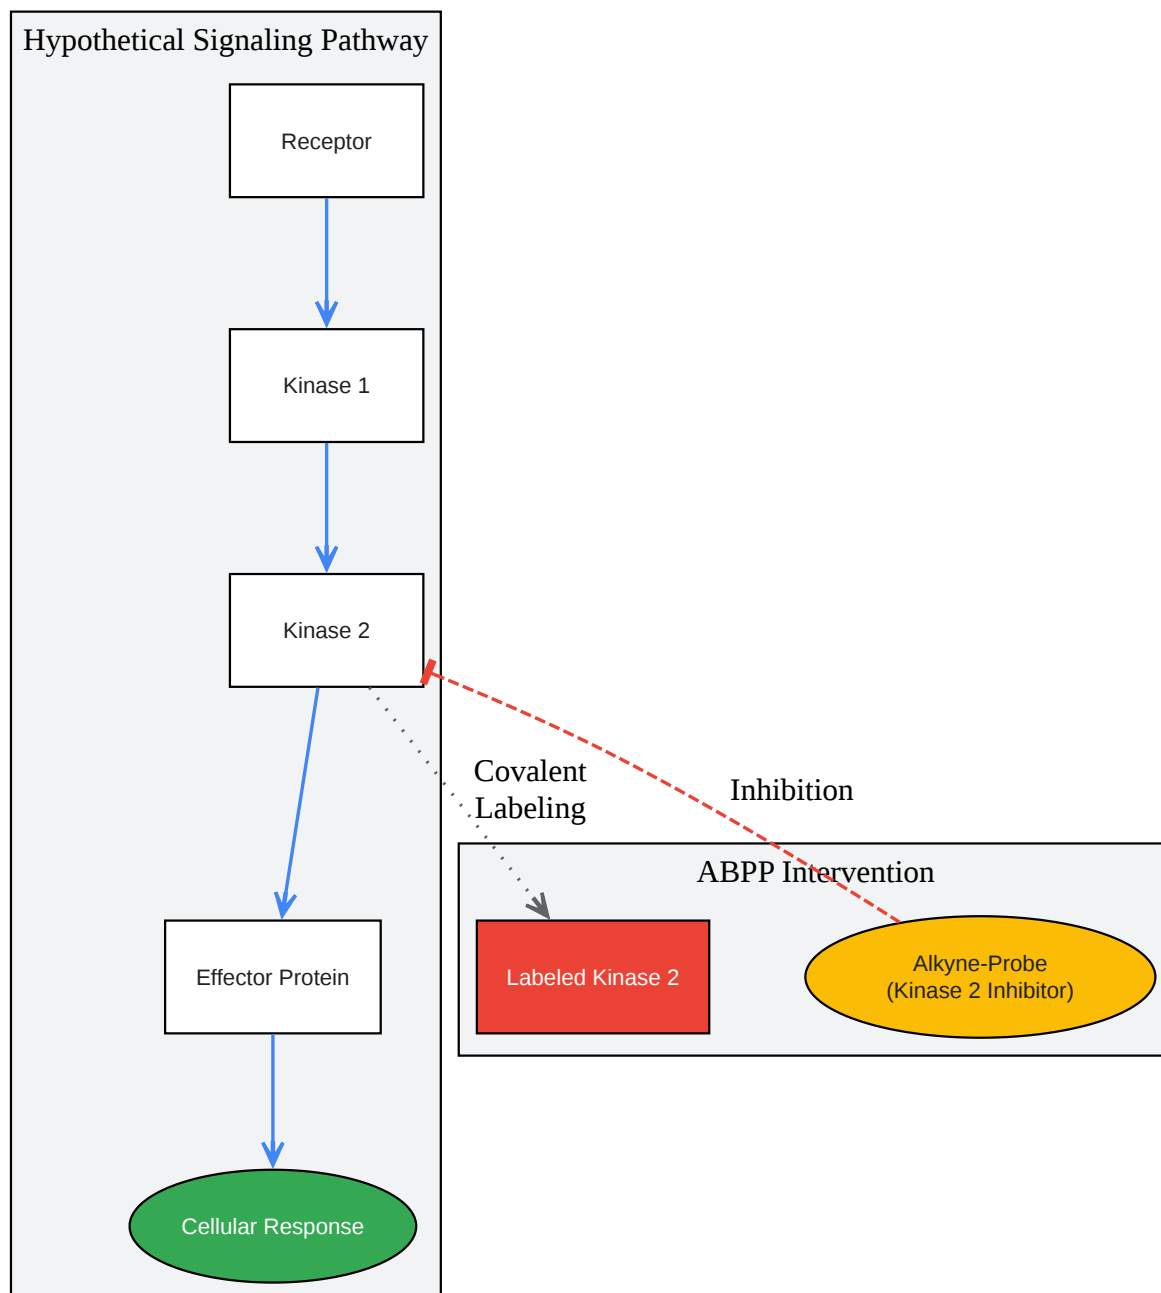 Hypothetical Signaling Pathway
Receptor
Kinase 1
Kinase 2
Covalent
Labeling
Inhibition
ABPP Intervention
Effector Protein
Labeled Kinase 2
Alkyne-Probe
(Kinase 2 Inhibitor)
Cellular Response